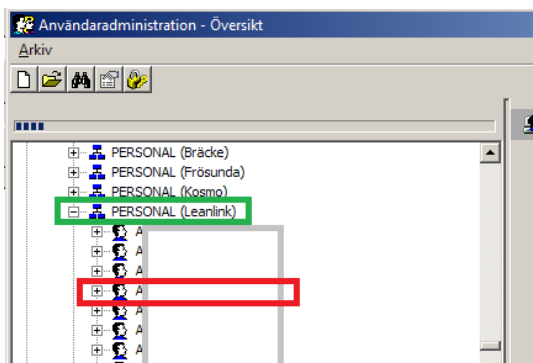 Användaradministration - Översikt
Arkiv
PERSONAL (Bräcke)
PERSONAL (Frösunda)
PERSONAL (Kosmo)
PERSONAL (Leanlink)
A
A
A
A
A
A
A